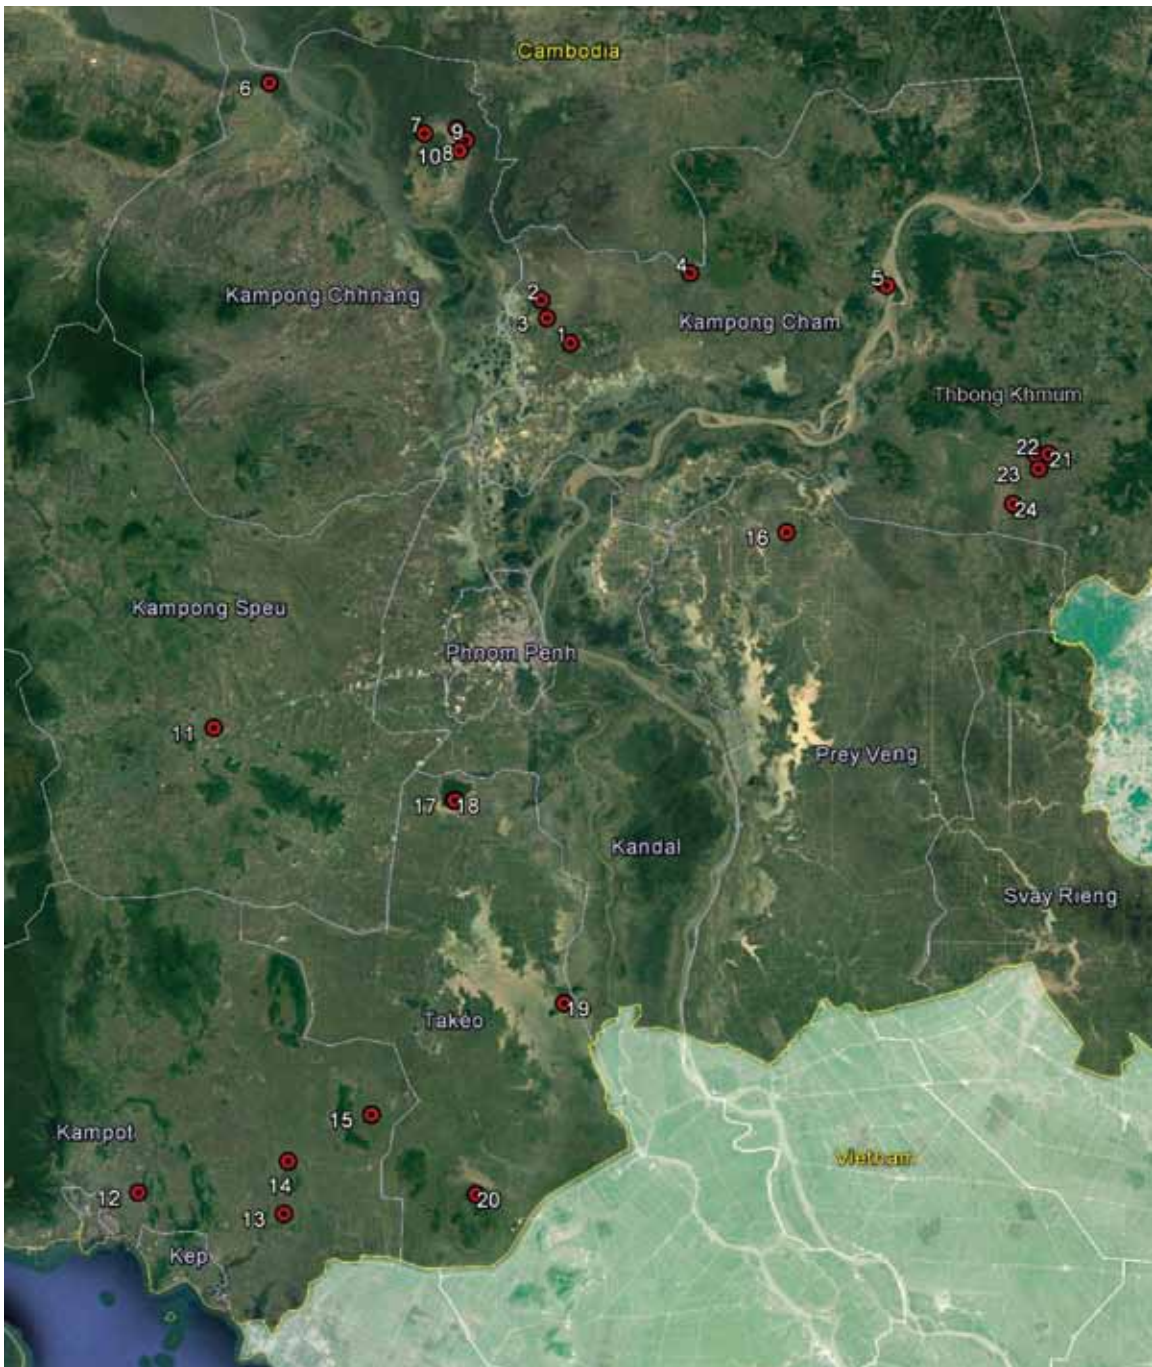 Cambodia
6
7
9
10
8
4
5
Kampong Chhnang
2
3
Kampong Cham
1
Thbong Khmum
22
21
23
24
16
Kampong Speu
Phnom Penh
11
Prey Veng
17
18
Kandal
Svay Rieng
19
Takeo
15
Kampot
Vietnam
14
12
20
13
Kep